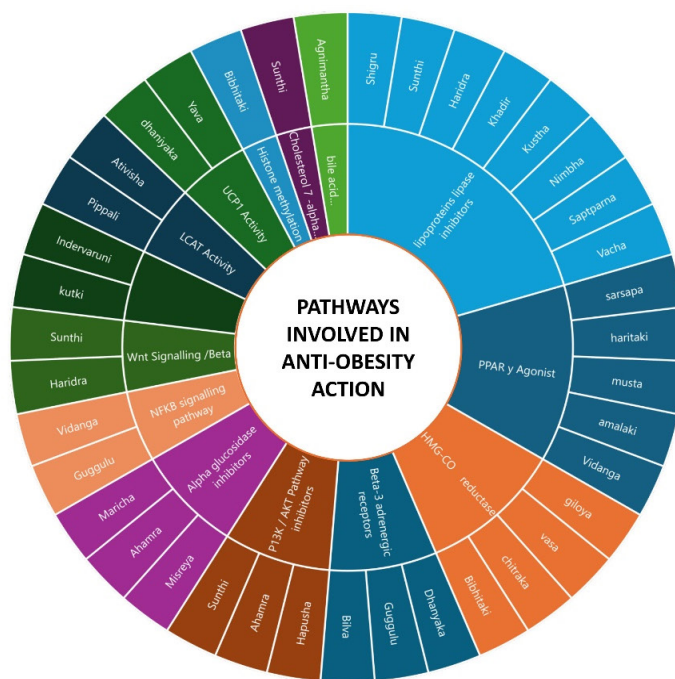 PATHWAYS
INVOLVED IN
ANTI-OBESITY
ACTION
lipoproteins lipase
inhibitors
Shigru
Sunthi
Haridra
Khadir
Kustha
Nimbha
Saptparna
Vacha
PPAR y Agonist
sarsapa
haritaki
musta
amalaki
Vidanga
HMG-CO reductase
giloya
vasa
chitraka
Bibhitaki
Beta-3 adrenergic
receptors
Dhanyaka
Guggulu
Bilva
P13K / AKT Pathway
inhibitors
Hapusha
Ahamra
Sunthi
Alpha glucosidase
inhibitors
Misreya
Ahamra
Maricha
NFKB signalling
pathway
Guggulu
Vidanga
Wnt Signalling /Beta
Haridra
Sunthi
kutki
Indervaruni
LCAT Activity
Pippali
Ativisha
UCP1 Activity
dhaniyaka
Yava
Histone methylation
Bibhitaki
Cholesterol 7 -alpha...
Sunthi
bile acid...
Agnimantha